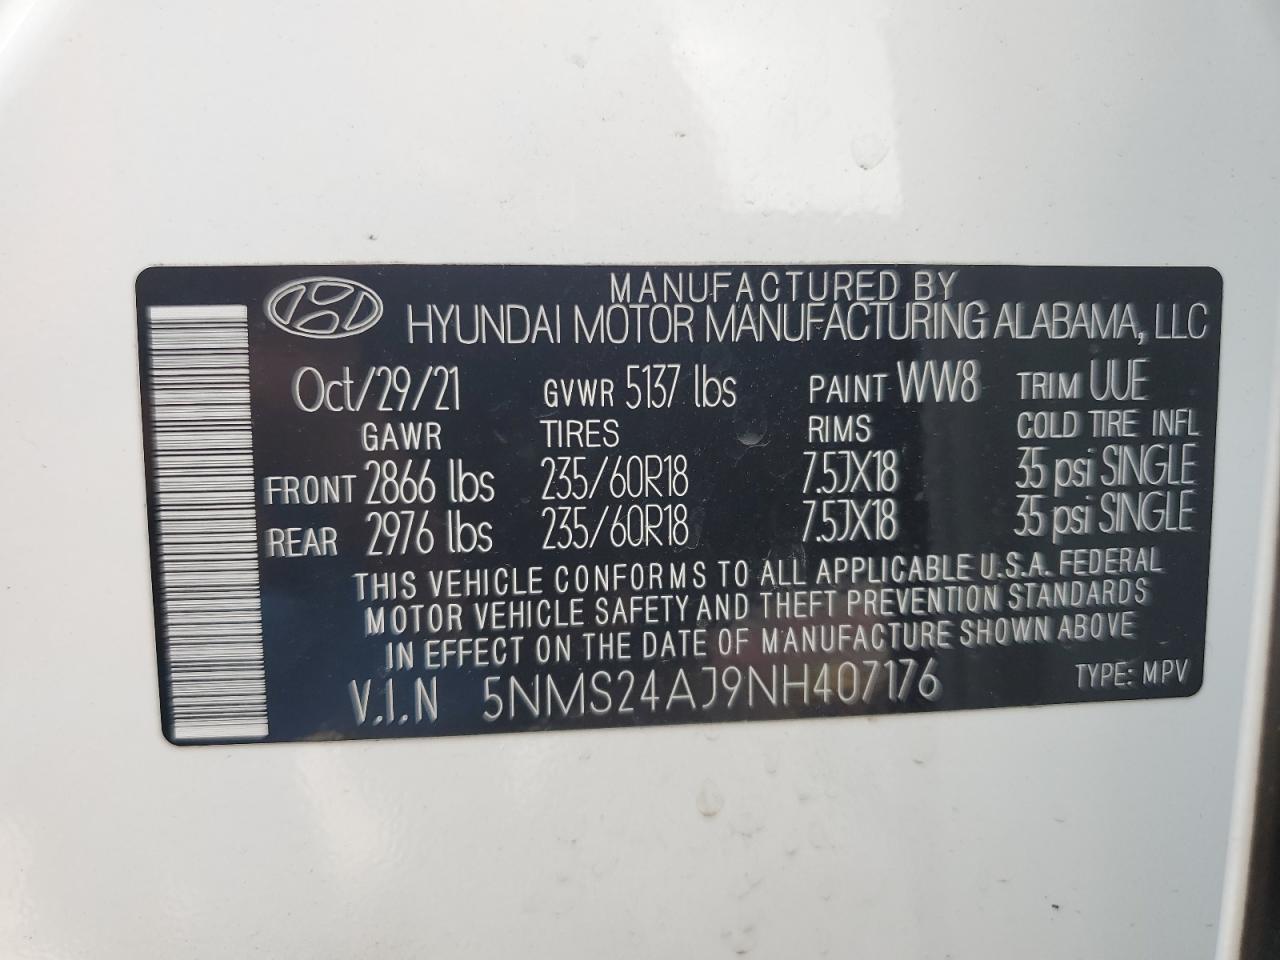 MANUFACTURED BY
HYUNDAI MOTOR MANUFACTURING ALABAMA, LLC
Oct/29/21 GVWR 5137 lbs PAINT WW8 TRIM UUE
GAWR TIRES RIMS COLD TIRE INFL
FRONT 2866 lbs 235/60R18 7.5JX18 35 psi SINGLE
REAR 2976 lbs 235/60R18 7.5JX18 35 psi SINGLE
THIS VEHICLE CONFORMS TO ALL APPLICABLE U.S.A. FEDERAL
MOTOR VEHICLE SAFETY AND THEFT PREVENTION STANDARDS
IN EFFECT ON THE DATE OF MANUFACTURE SHOWN ABOVE
V.I.N 5NMS24AJ9NH407176 TYPE: MPV